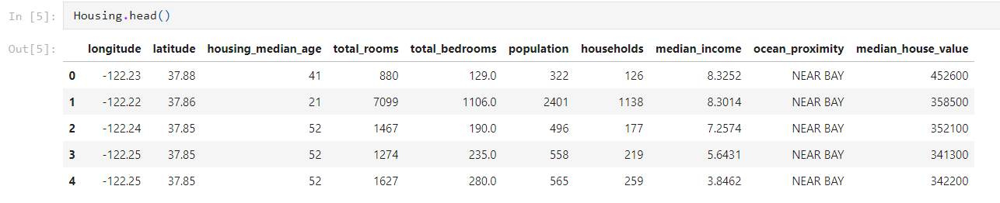 In [5]: Housing.head()
Out[5]: longitude latitude housing_median_age total_rooms total_bedrooms population households median_income ocean_proximity median_house_value
0 -122.23 37.88 41 880 129.0 322 126 8.3252 NEAR BAY 452600
1 -122.22 37.86 21 7099 1106.0 2401 1138 8.3014 NEAR BAY 358500
2 -122.24 37.85 52 1467 190.0 496 177 7.2574 NEAR BAY 352100
3 -122.25 37.85 52 1274 235.0 558 219 5.6431 NEAR BAY 341300
4 -122.25 37.85 52 1627 280.0 565 259 3.8462 NEAR BAY 342200